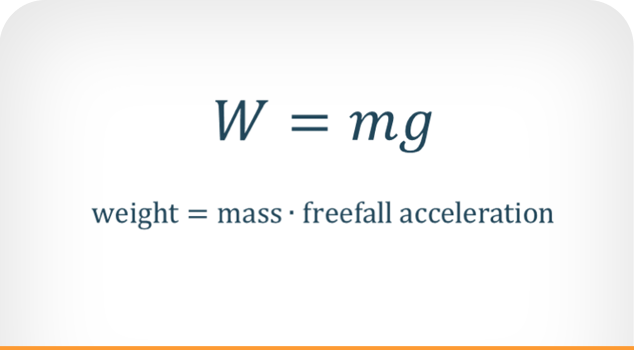 W = mg
weight = mass · freefall acceleration